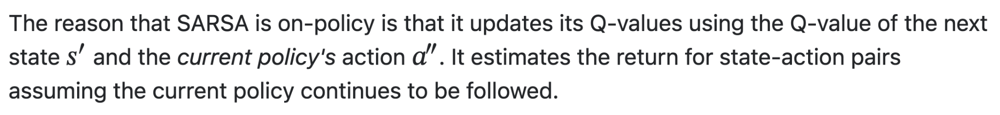 The reason that SARSA is on-policy is that it updates its Q-values using the Q-value of the next
state s′ and the current policy's action a″. It estimates the return for state-action pairs
assuming the current policy continues to be followed.